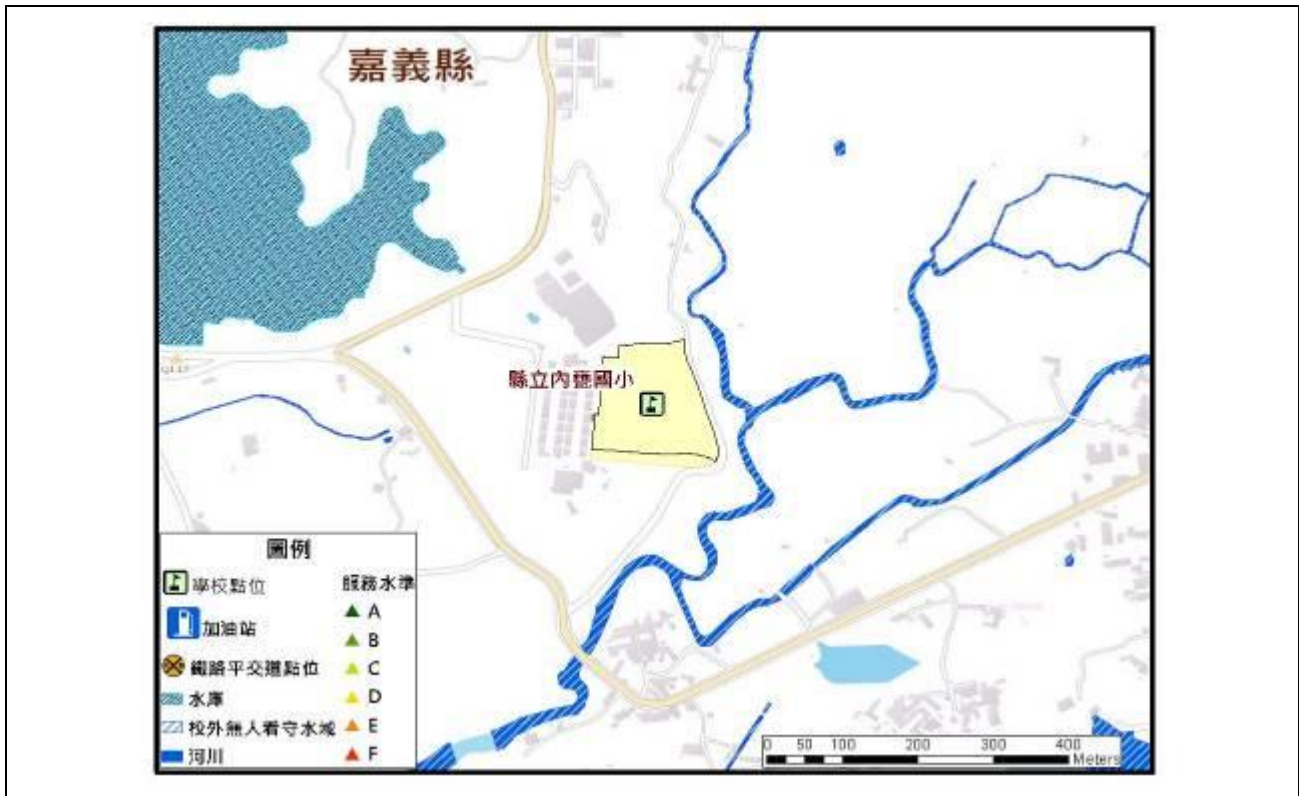 嘉義縣
縣立內甕國小
圖例
學校點位
加油站
鐵路平交道點位
水庫
校外無人看守水域
河川
服務水準
A
B
C
D
E
F
0 50 100 200 300 400
Meters